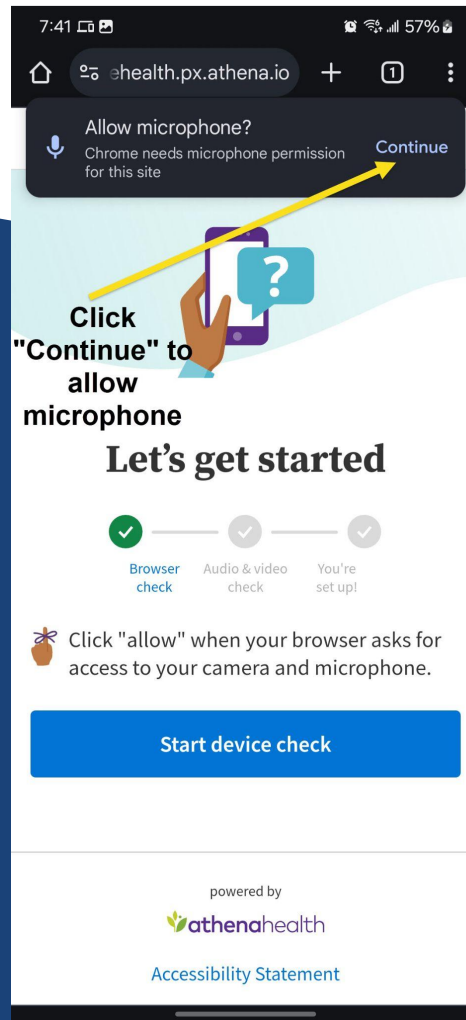 7:41 57%
ehealth.px.athena.io 1
Allow microphone?
Chrome needs microphone permission
for this site
Continue
?
Click
"Continue" to
allow
microphone
Let's get started
Browser
check
Audio & video
check
You're
set up!
Click "allow" when your browser asks for
access to your camera and microphone.
Start device check
powered by
athenahealth
Accessibility Statement